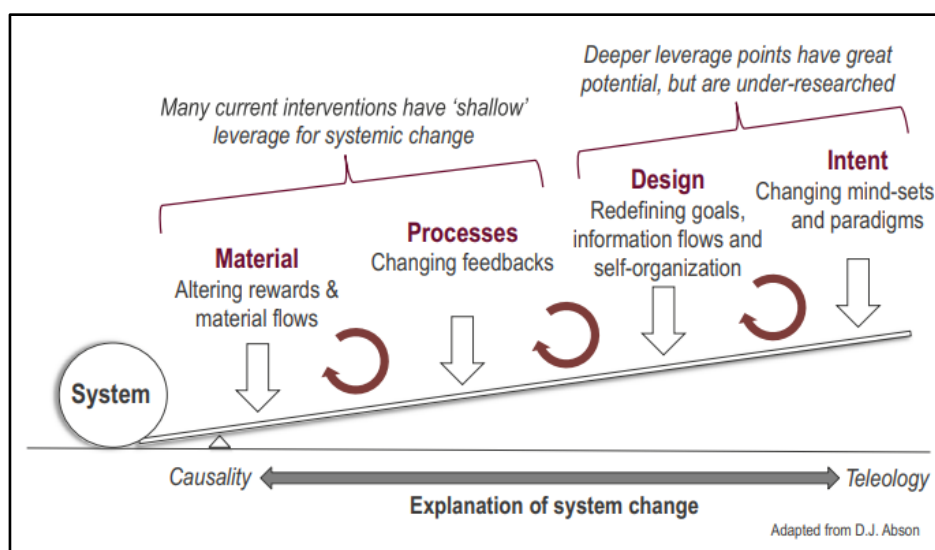 Deeper leverage points have great
potential, but are under-researched
Many current interventions have ‘shallow’
leverage for systemic change
Intent
Changing mind-sets
and paradigms
Design
Redefining goals,
information flows and
self-organization
Processes
Changing feedbacks
Material
Altering rewards &
material flows
System
Causality
Teleology
Explanation of system change
Adapted from D.J. Abson